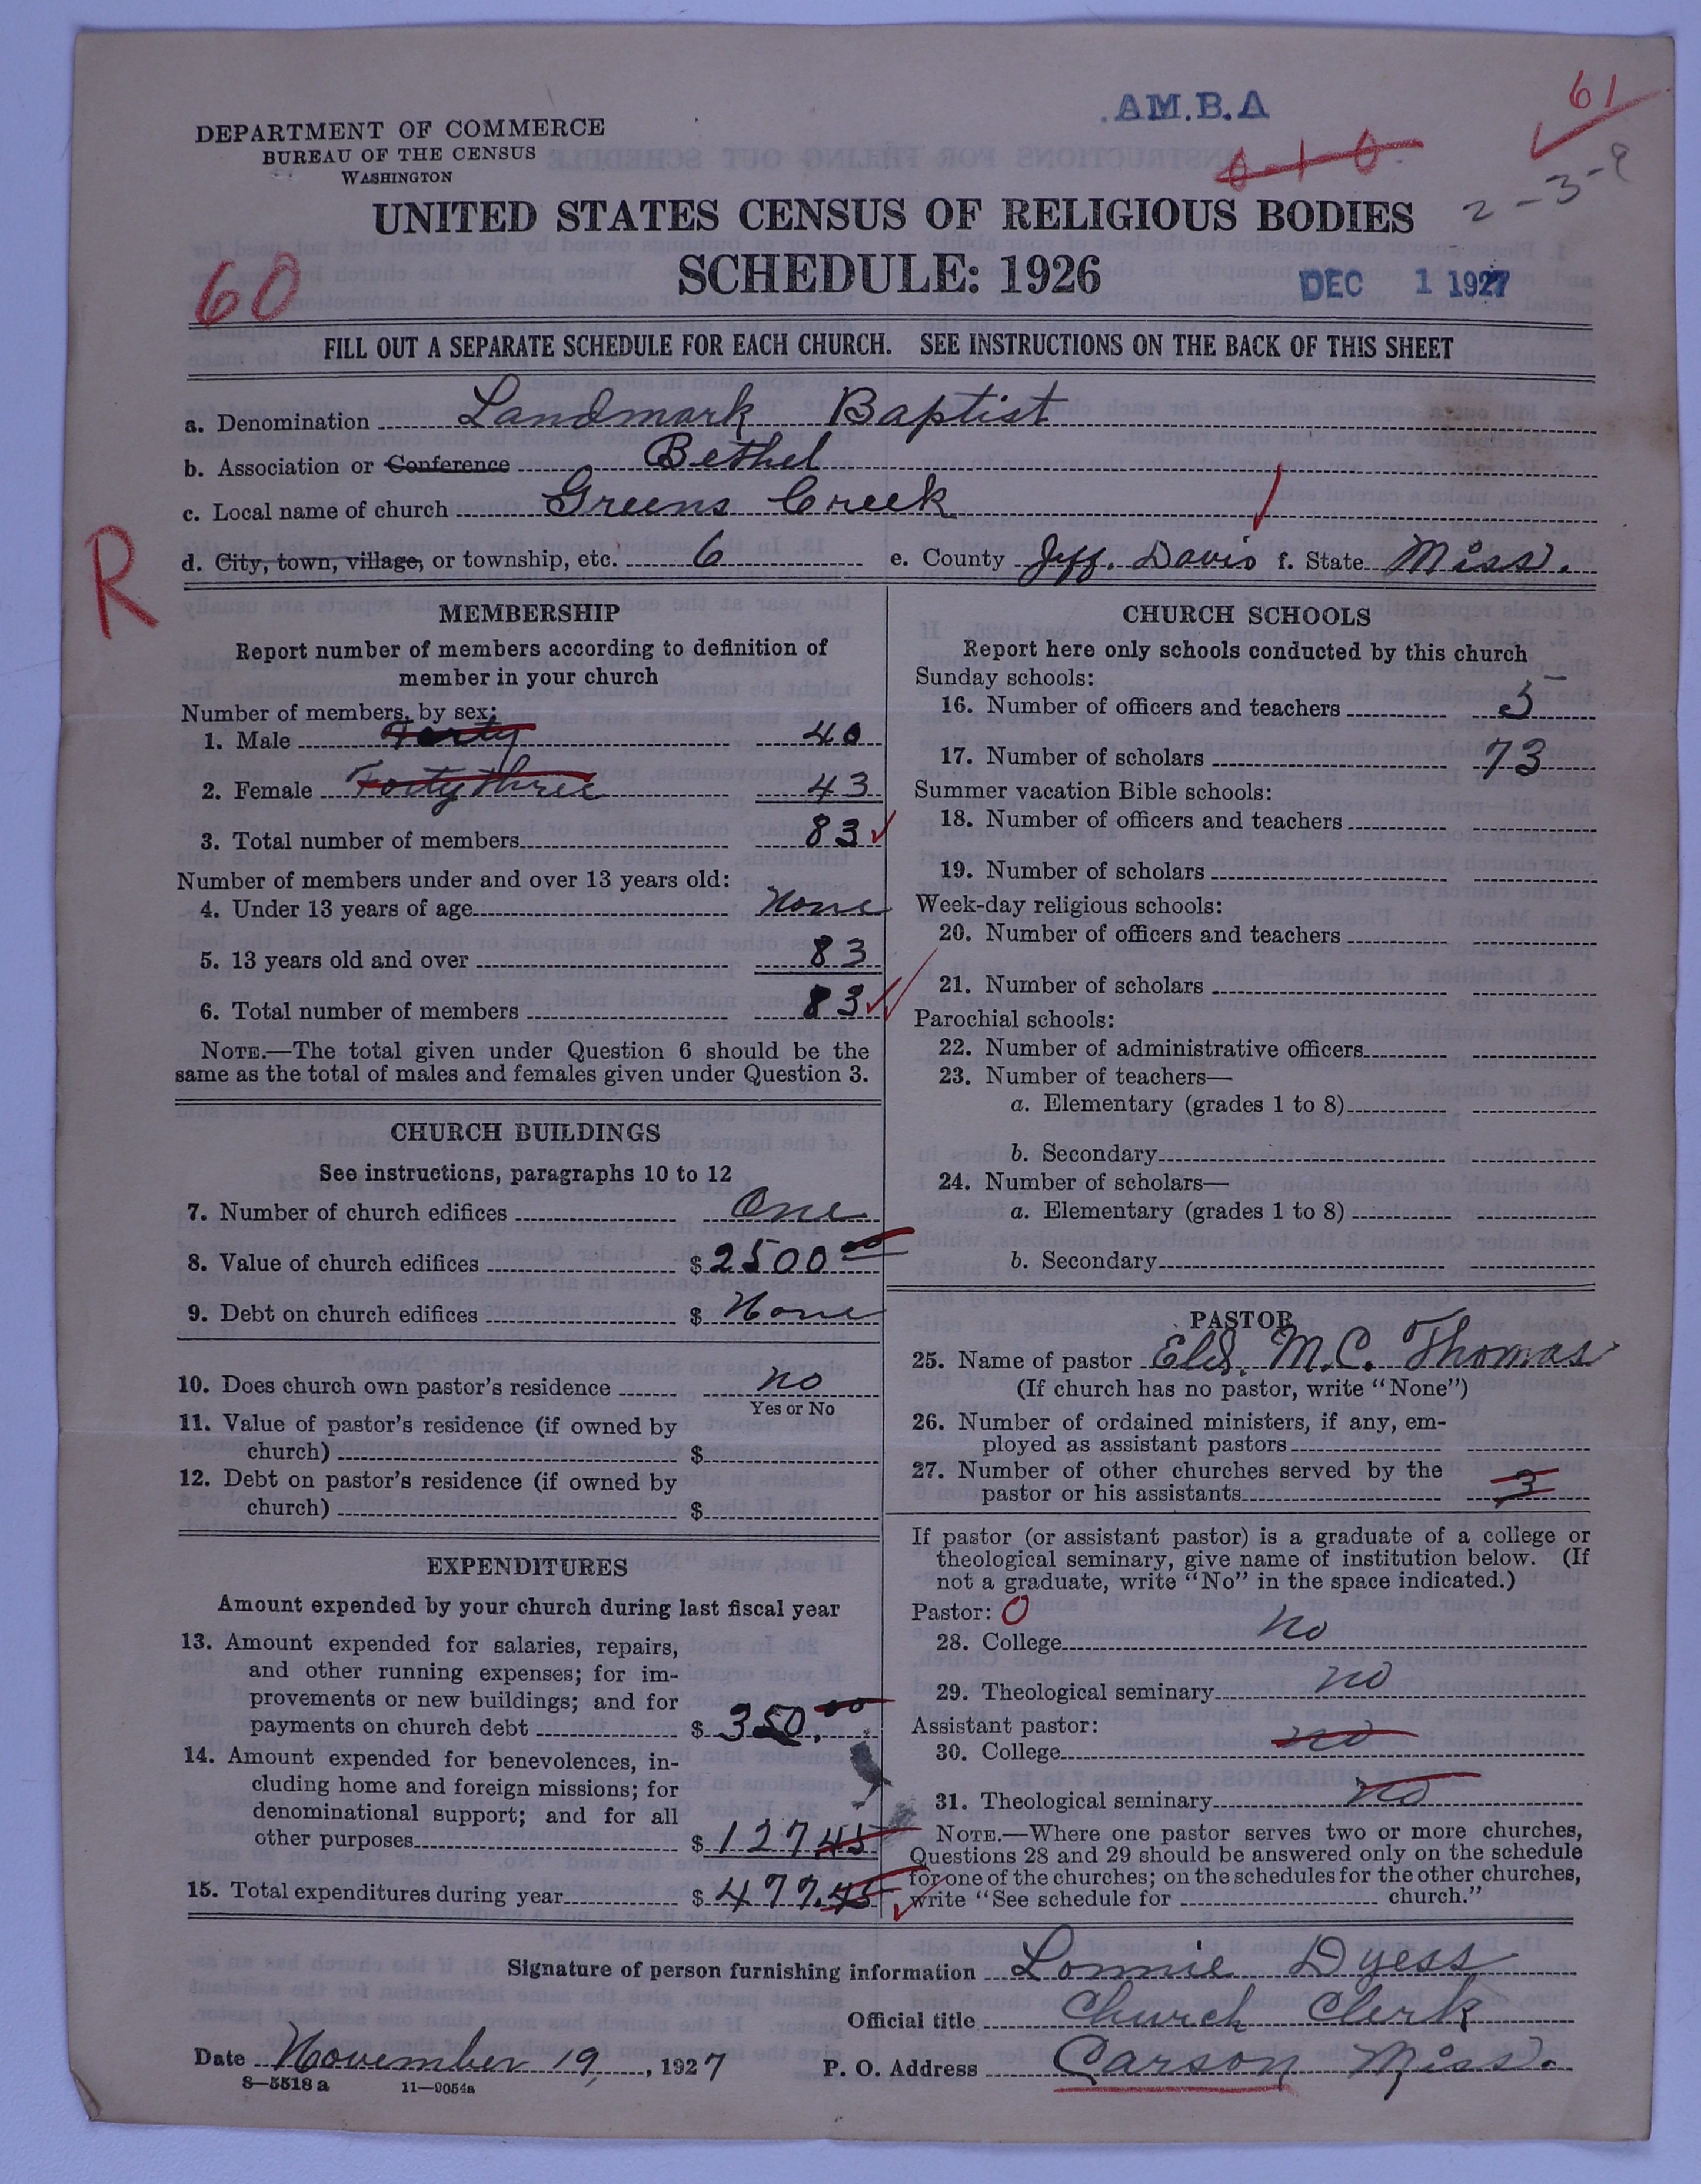 AM.B.A
61
0-1-0
2-3-9
DEPARTMENT OF COMMERCE
BUREAU OF THE CENSUS
WASHINGTON
UNITED STATES CENSUS OF RELIGIOUS BODIES
SCHEDULE: 1926
60
DEC 1 1927
FILL OUT A SEPARATE SCHEDULE FOR EACH CHURCH. SEE INSTRUCTIONS ON THE BACK OF THIS SHEET
a. Denomination Landmark Baptist
b. Association or Conference Bethel
c. Local name of church Greens Creek
R
d. City, town, village, or township, etc. 6 e. County Jeff. Davis f. State Miss.
MEMBERSHIP
Report number of members according to definition of
member in your church
Number of members, by sex:
1. Male Forty 40
2. Female Forty three 43
3. Total number of members 83
Number of members under and over 13 years old:
4. Under 13 years of age None
5. 13 years old and over 83
6. Total number of members 83
NOTE.—The total given under Question 6 should be the
same as the total of males and females given under Question 3.
CHURCH BUILDINGS
See instructions, paragraphs 10 to 12
7. Number of church edifices One
8. Value of church edifices $2500 00
9. Debt on church edifices $ None
10. Does church own pastor's residence no
Yes or No
11. Value of pastor's residence (if owned by
church) $
12. Debt on pastor's residence (if owned by
church) $
EXPENDITURES
Amount expended by your church during last fiscal year
13. Amount expended for salaries, repairs,
and other running expenses; for im-
provements or new buildings; and for
payments on church debt $ 350.00
14. Amount expended for benevolences, in-
cluding home and foreign missions; for
denominational support; and for all
other purposes $ 127 45
15. Total expenditures during year $ 477.45
CHURCH SCHOOLS
Report here only schools conducted by this church
Sunday schools:
16. Number of officers and teachers 5
17. Number of scholars 73
Summer vacation Bible schools:
18. Number of officers and teachers
19. Number of scholars
Week-day religious schools:
20. Number of officers and teachers
21. Number of scholars
Parochial schools:
22. Number of administrative officers
23. Number of teachers—
a. Elementary (grades 1 to 8)
b. Secondary
24. Number of scholars—
a. Elementary (grades 1 to 8)
b. Secondary
PASTOR
25. Name of pastor Eld. M.C. Thomas
(If church has no pastor, write "None")
26. Number of ordained ministers, if any, em-
ployed as assistant pastors
27. Number of other churches served by the
pastor or his assistants 3
If pastor (or assistant pastor) is a graduate of a college or
theological seminary, give name of institution below. (If
not a graduate, write "No" in the space indicated.)
Pastor: 0
28. College no
29. Theological seminary no
Assistant pastor:
30. College no
31. Theological seminary no
NOTE.—Where one pastor serves two or more churches,
Questions 28 and 29 should be answered only on the schedule
for one of the churches; on the schedules for the other churches,
write "See schedule for church."
Signature of person furnishing information Lonnie Dyess
Official title Church Clerk
Date November 19, 1927 P. O. Address Carson Miss.
8—5518 a 11—9054a